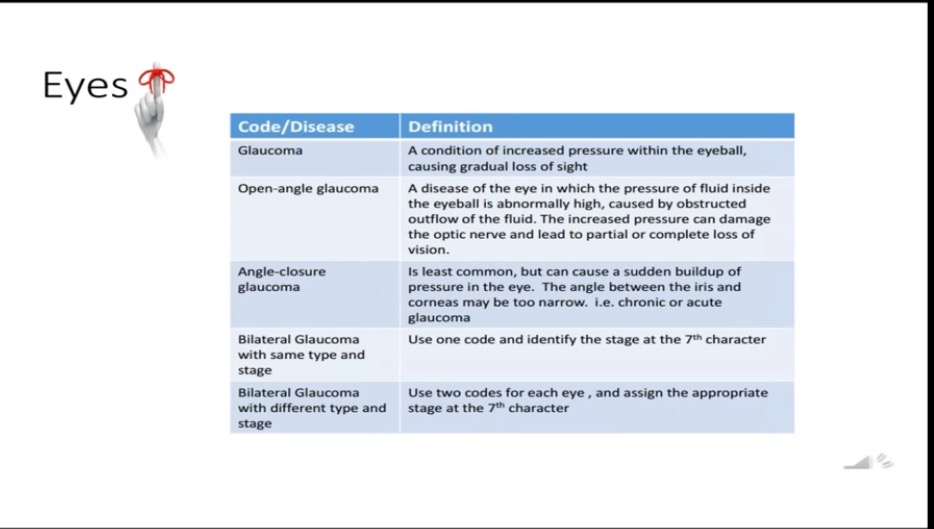 Eyes
Code/Disease
Definition
Glaucoma
A condition of increased pressure within the eyeball,
causing gradual loss of sight
Open-angle glaucoma
A disease of the eye in which the pressure of fluid inside
the eyeball is abnormally high, caused by obstructed
outflow of the fluid. The increased pressure can damage
the optic nerve and lead to partial or complete loss of
vision.
Angle-closure
glaucoma
Is least common, but can cause a sudden buildup of
pressure in the eye.  The angle between the iris and
corneas may be too narrow.  i.e. chronic or acute
glaucoma
Bilateral Glaucoma
with same type and
stage
Use one code and identify the stage at the 7th character
Bilateral Glaucoma
with different type and
stage
Use two codes for each eye , and assign the appropriate
stage at the 7th character